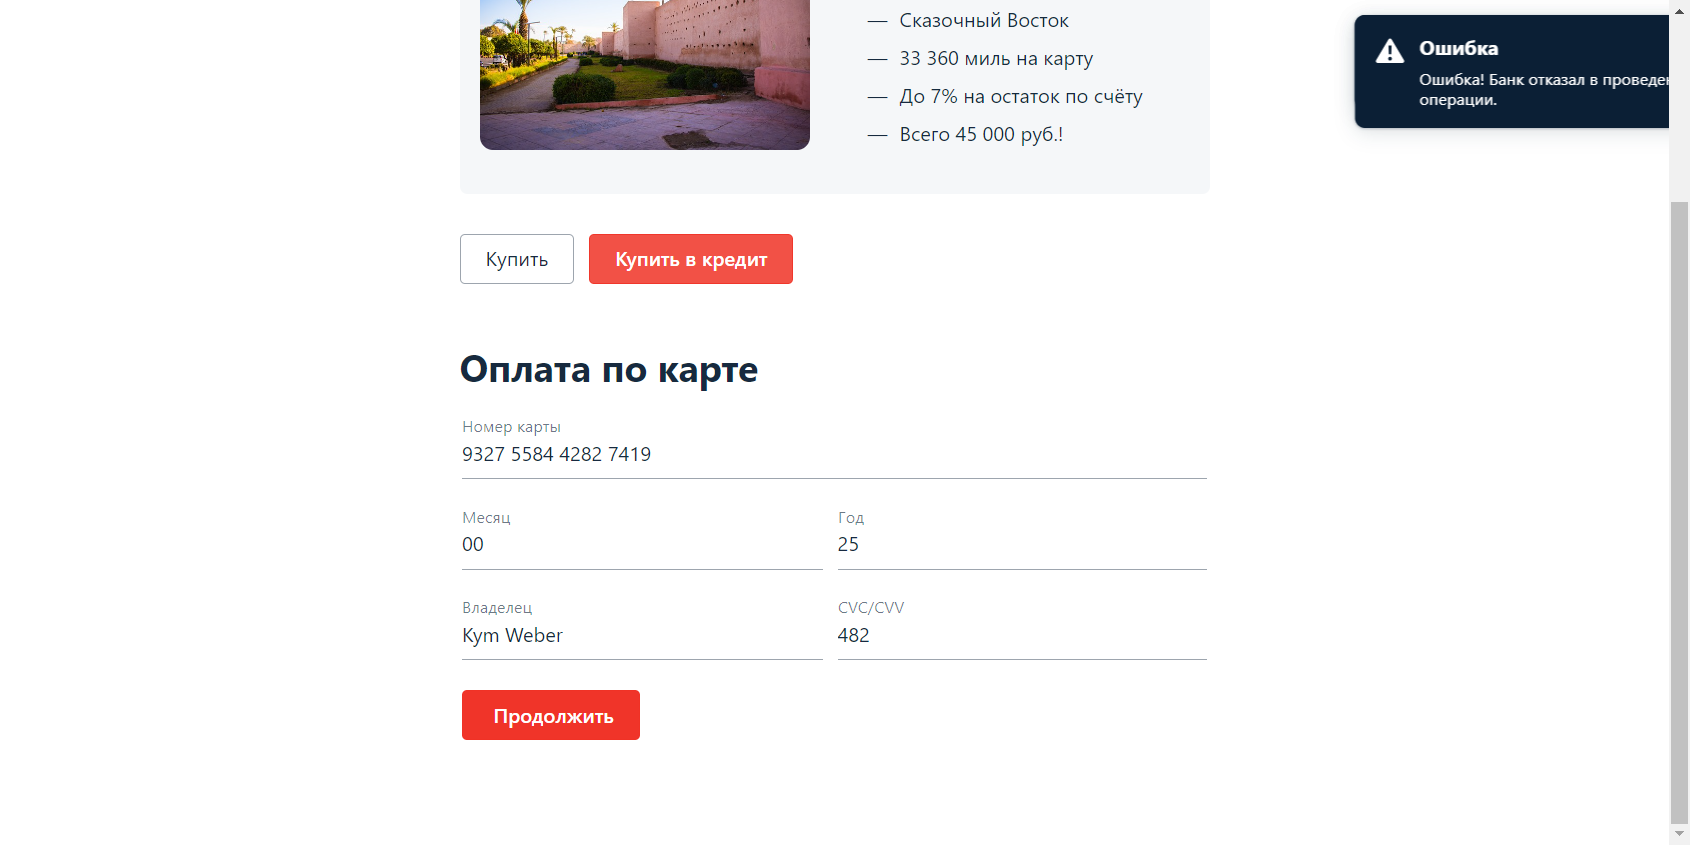 — Сказочный Восток
— 33 360 миль на карту
— До 7% на остаток по счёту
— Всего 45 000 руб.!
Ошибка
Ошибка! Банк отказал в
операции.
Купить
Купить в кредит
Оплата по карте
Номер карты
9327 5584 4282 7419
Месяц
Год
00
25
Владелец
CVC/CVV
Kym Weber
482
Продолжить